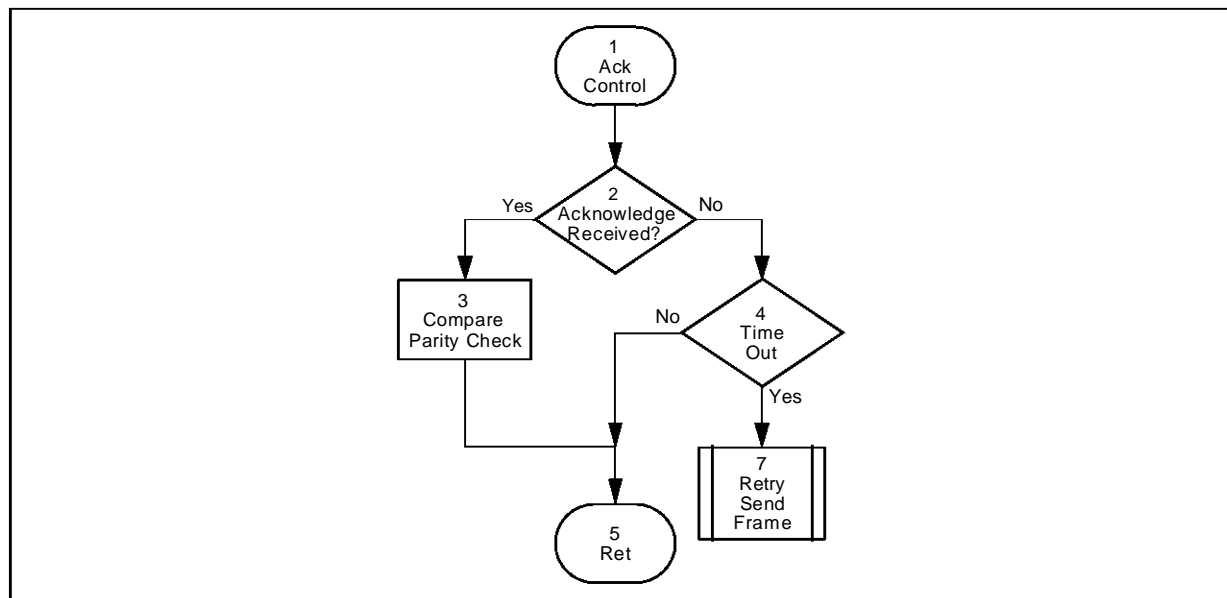 1
Ack
Control
2
Acknowledge
Received?
Yes
No
3
Compare
Parity Check
4
Time
Out
No
Yes
7
Retry
Send
Frame
5
Ret